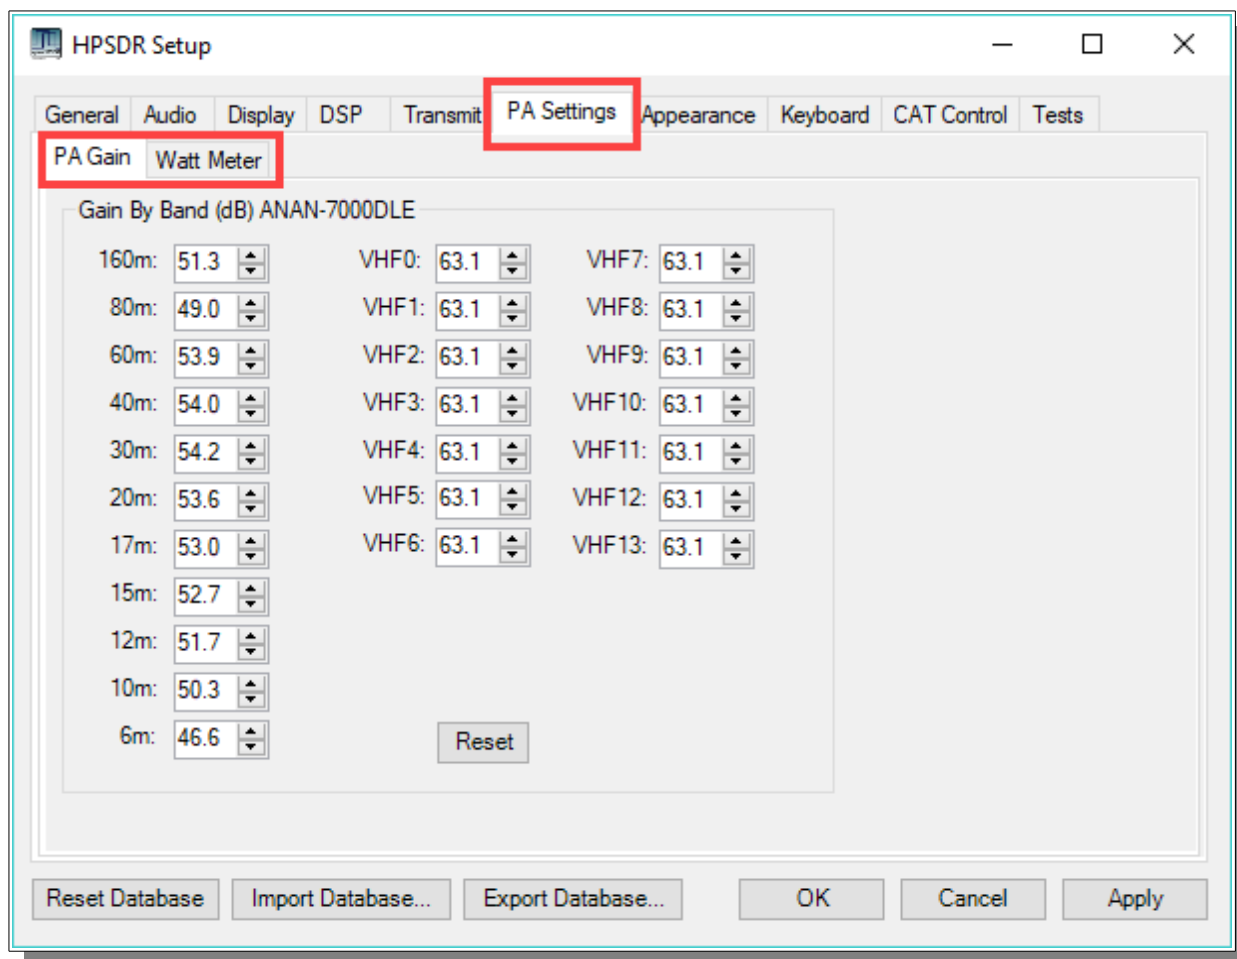 HPSDR Setup
General Audio Display DSP Transmit PA Settings Appearance Keyboard CAT Control Tests
PA Gain Watt Meter
Gain By Band (dB) ANAN-7000DLE
160m: 51.3 VHF0: 63.1 VHF7: 63.1
80m: 49.0 VHF1: 63.1 VHF8: 63.1
60m: 53.9 VHF2: 63.1 VHF9: 63.1
40m: 54.0 VHF3: 63.1 VHF10: 63.1
30m: 54.2 VHF4: 63.1 VHF11: 63.1
20m: 53.6 VHF5: 63.1 VHF12: 63.1
17m: 53.0 VHF6: 63.1 VHF13: 63.1
15m: 52.7
12m: 51.7
10m: 50.3
6m: 46.6 Reset
Reset Database Import Database... Export Database... OK Cancel Apply